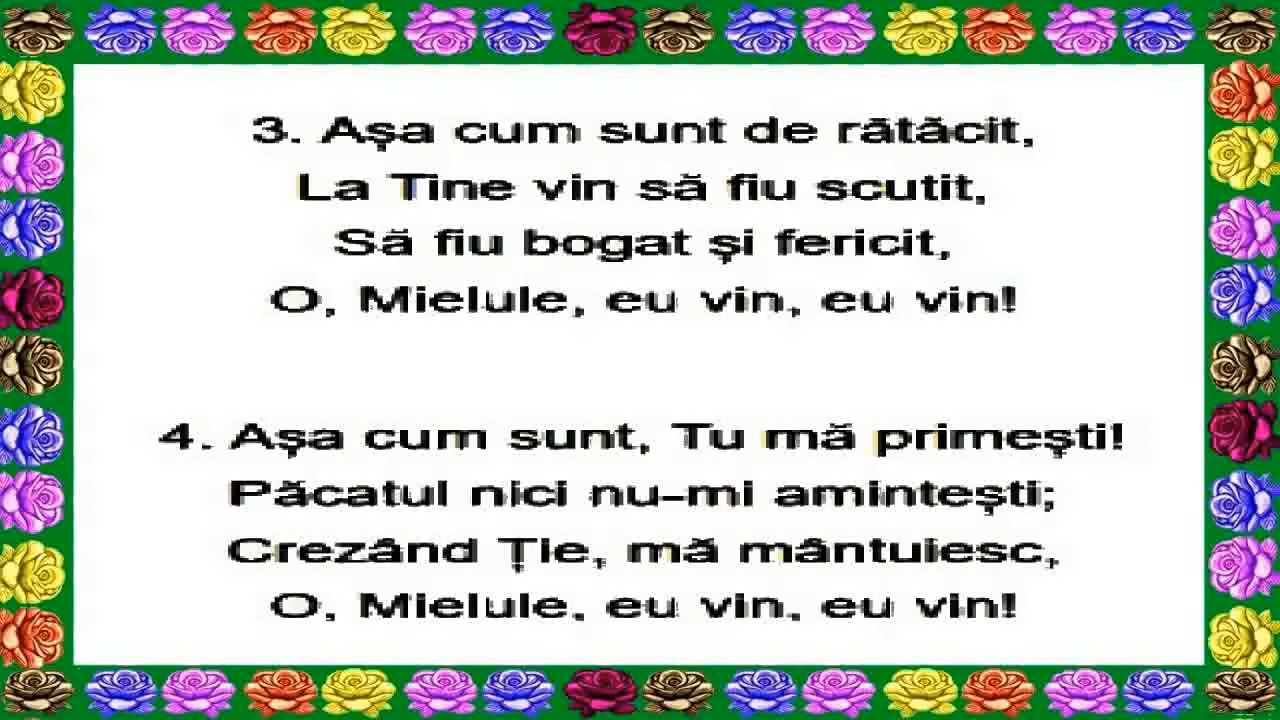 3. Așa cum sunt de rătăcit,
La Tine vin să fiu scutit,
Să fiu bogat și fericit,
O, Mielule, eu vin, eu vin!
4. Așa cum sunt, Tu mă primești!
Păcatul nici nu-mi amintești;
Crezând Ție, mă mântuiesc,
O, Mielule, eu vin, eu vin!